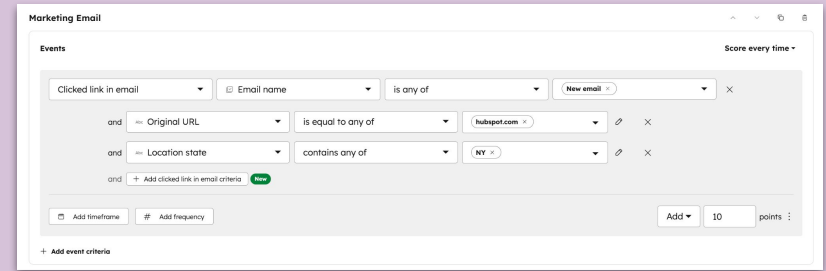 Marketing Email
Events Score every time
Clicked link in email Email name is any of New email ×
and Abc Original URL is equal to any of hubspot.com ×
and Abc Location state contains any of NY ×
and + Add clicked link in email criteria New
Add timeframe # Add frequency Add 10 points
+ Add event criteria